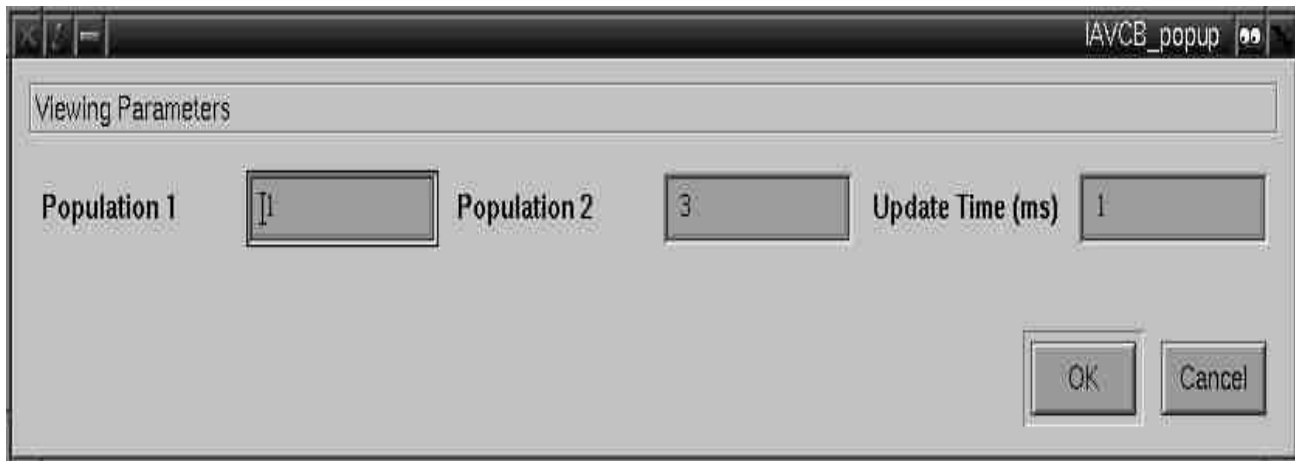 IAVCB_popup
Viewing Parameters
Population 1 1 Population 2 3 Update Time (ms) 1
OK Cancel